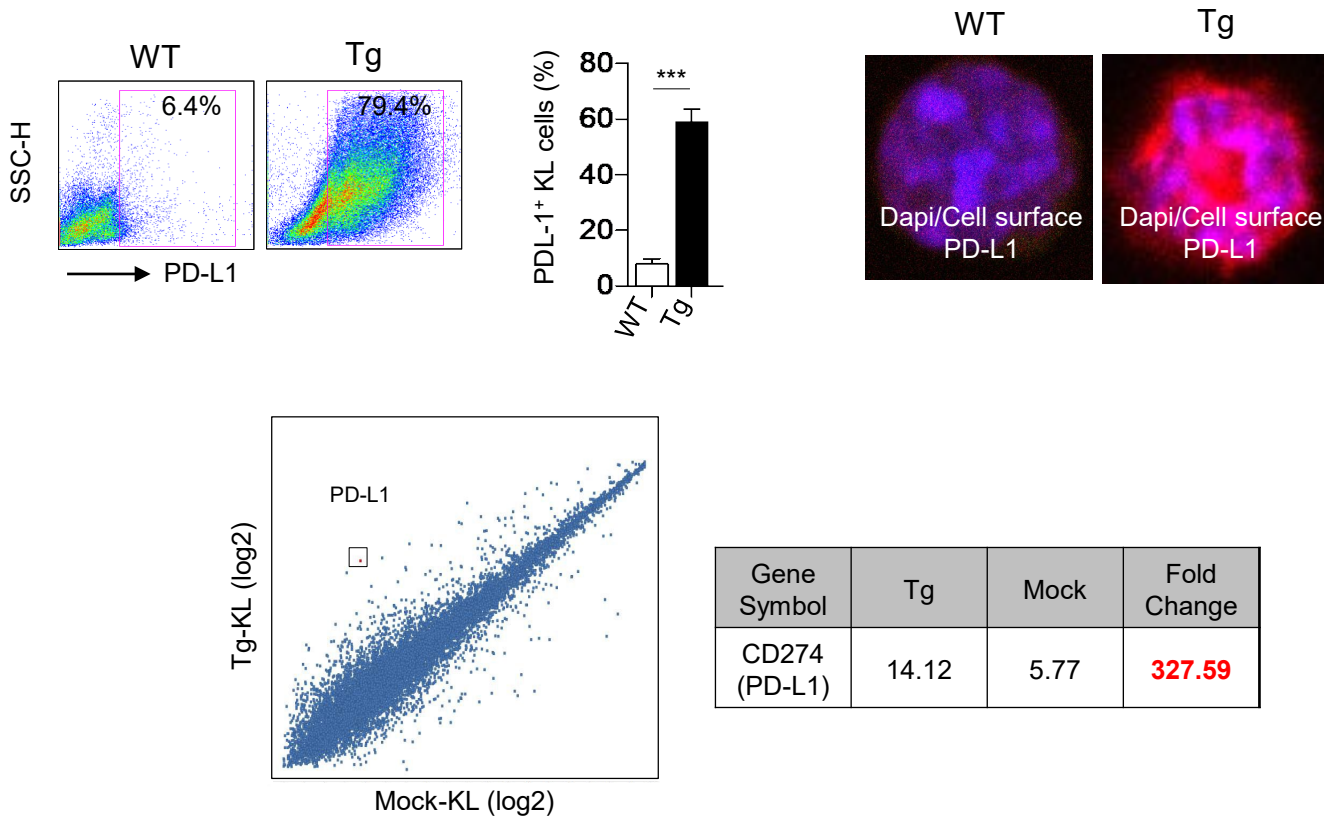 WT
Tg
6.4%
79.4%
SSC-H
PD-L1
PDL-1⁺ KL cells (%)
80
60
40
20
0
***
WT
Tg
WT
Tg
Dapi/Cell surface
PD-L1
Dapi/Cell surface
PD-L1
PD-L1
Tg-KL (log2)
Mock-KL (log2)
Gene
Symbol
Tg
Mock
Fold
Change
CD274
(PD-L1)
14.12
5.77
327.59